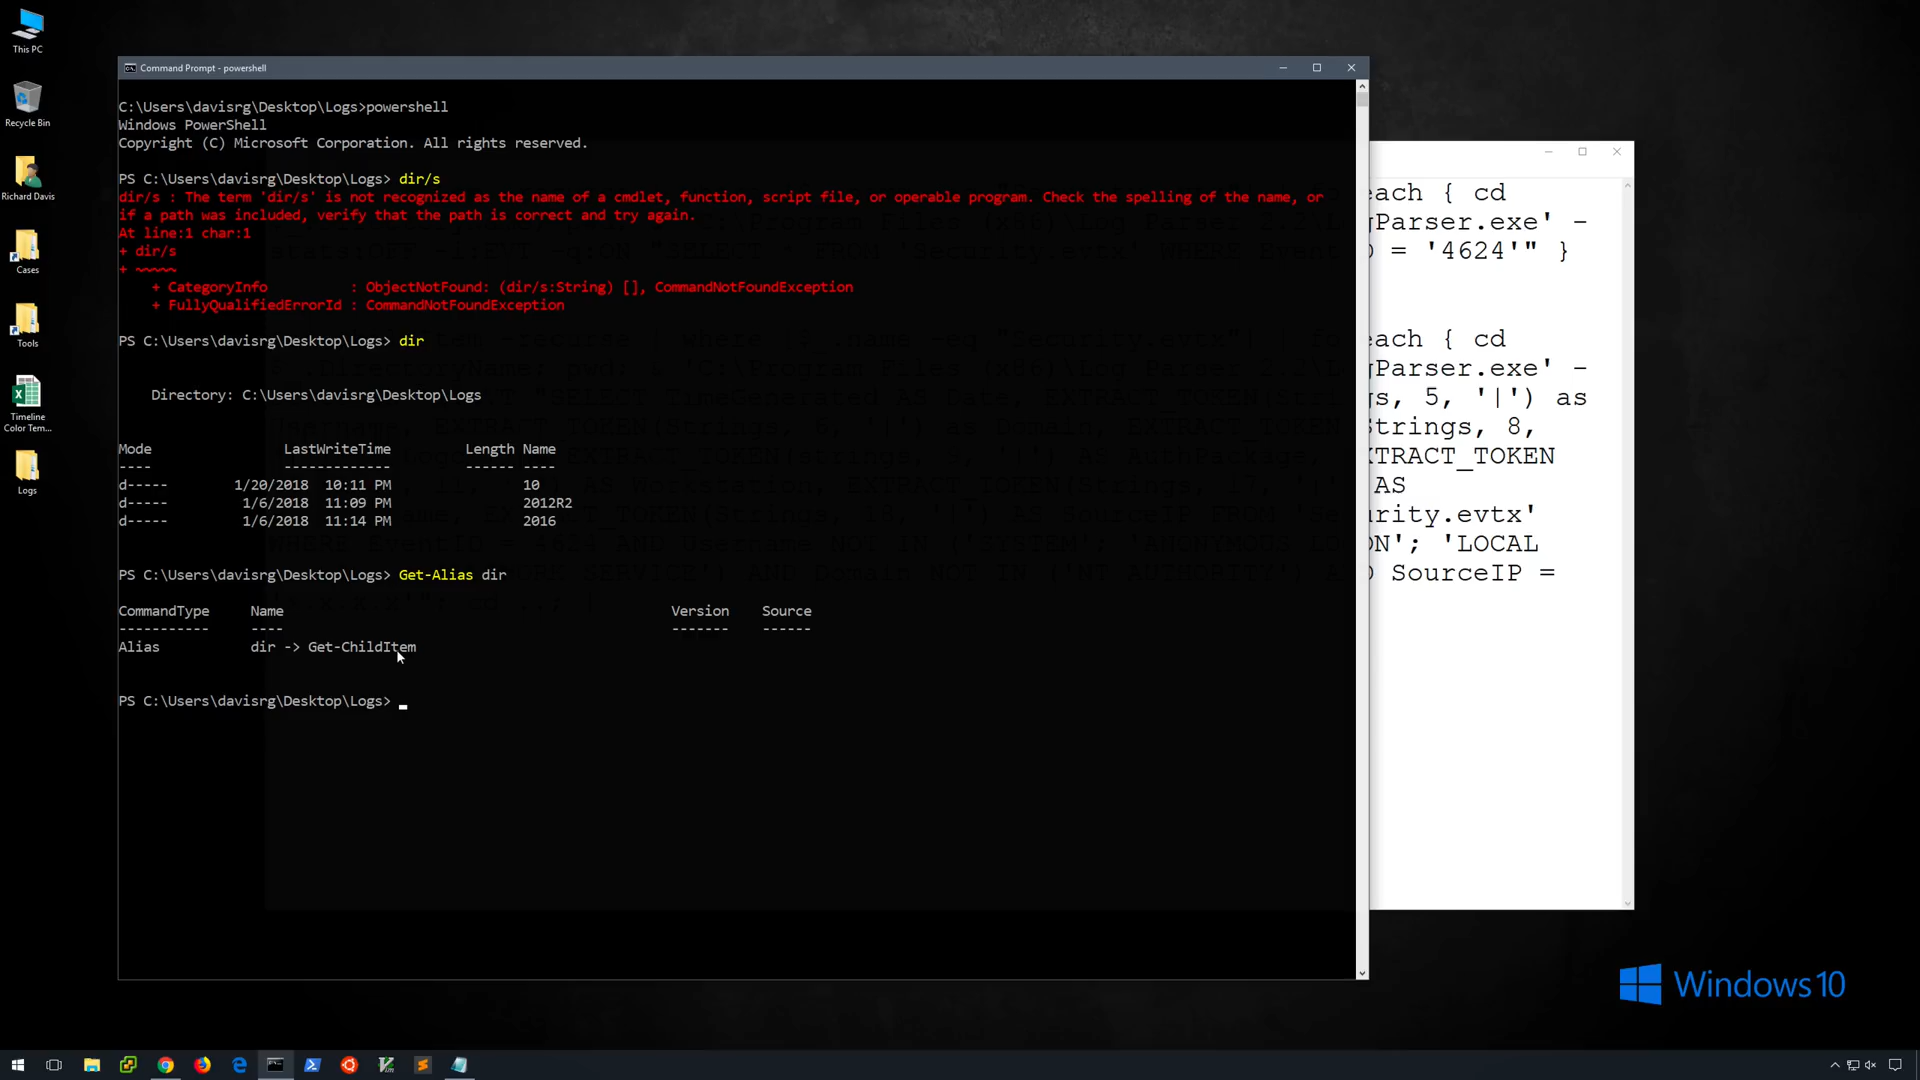 This PC
Recycle Bin
Richard Davis
Cases
Tools
Timeline
Color Tem...
Logs
Command Prompt - powershell
C:\Users\davisrg\Desktop\Logs>powershell
Windows PowerShell
Copyright (C) Microsoft Corporation. All rights reserved.
PS C:\Users\davisrg\Desktop\Logs> dir/s
dir/s : The term 'dir/s' is not recognized as the name of a cmdlet, function, script file, or operable program. Check the spelling of the name, or
if a path was included, verify that the path is correct and try again.
At line:1 char:1
+ dir/s
+ ~~~~~
+ CategoryInfo : ObjectNotFound: (dir/s:String) [], CommandNotFoundException
+ FullyQualifiedErrorId : CommandNotFoundException
PS C:\Users\davisrg\Desktop\Logs> dir
Directory: C:\Users\davisrg\Desktop\Logs
Mode LastWriteTime Length Name
---- ------------- ------ ----
d----- 1/20/2018 10:11 PM 10
d----- 1/6/2018 11:09 PM 2012R2
d----- 1/6/2018 11:14 PM 2016
PS C:\Users\davisrg\Desktop\Logs> Get-Alias dir
CommandType Name Version Source
----------- ---- ------- ------
Alias dir -> Get-ChildItem
PS C:\Users\davisrg\Desktop\Logs>
each { cd
gParser.exe' -
= '4624'" }
each { cd
gParser.exe' -
gs, 5, '|') as
Strings, 8,
XTRACT_TOKEN
AS
urity.evtx'
ON'; 'LOCAL
SourceIP =
Windows 10